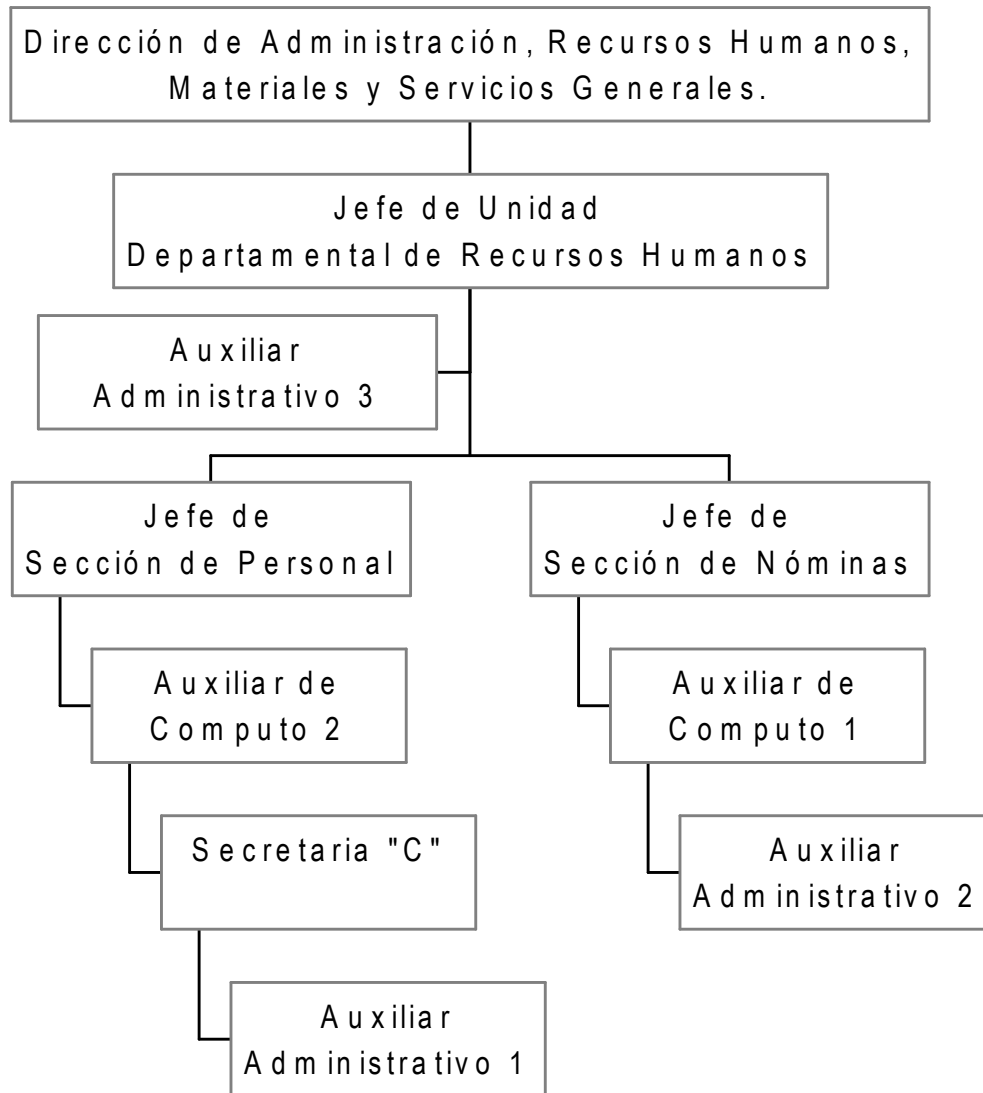 Dirección de Administración, Recursos Humanos,
Materiales y Servicios Generales.
Jefe de Unidad
Departamental de Recursos Humanos
Auxiliar
Administrativo 3
Jefe de
Sección de Personal
Jefe de
Sección de Nóminas
Auxiliar de
Computo 2
Auxiliar de
Computo 1
Secretaria "C"
Auxiliar
Administrativo 2
Auxiliar
Administrativo 1